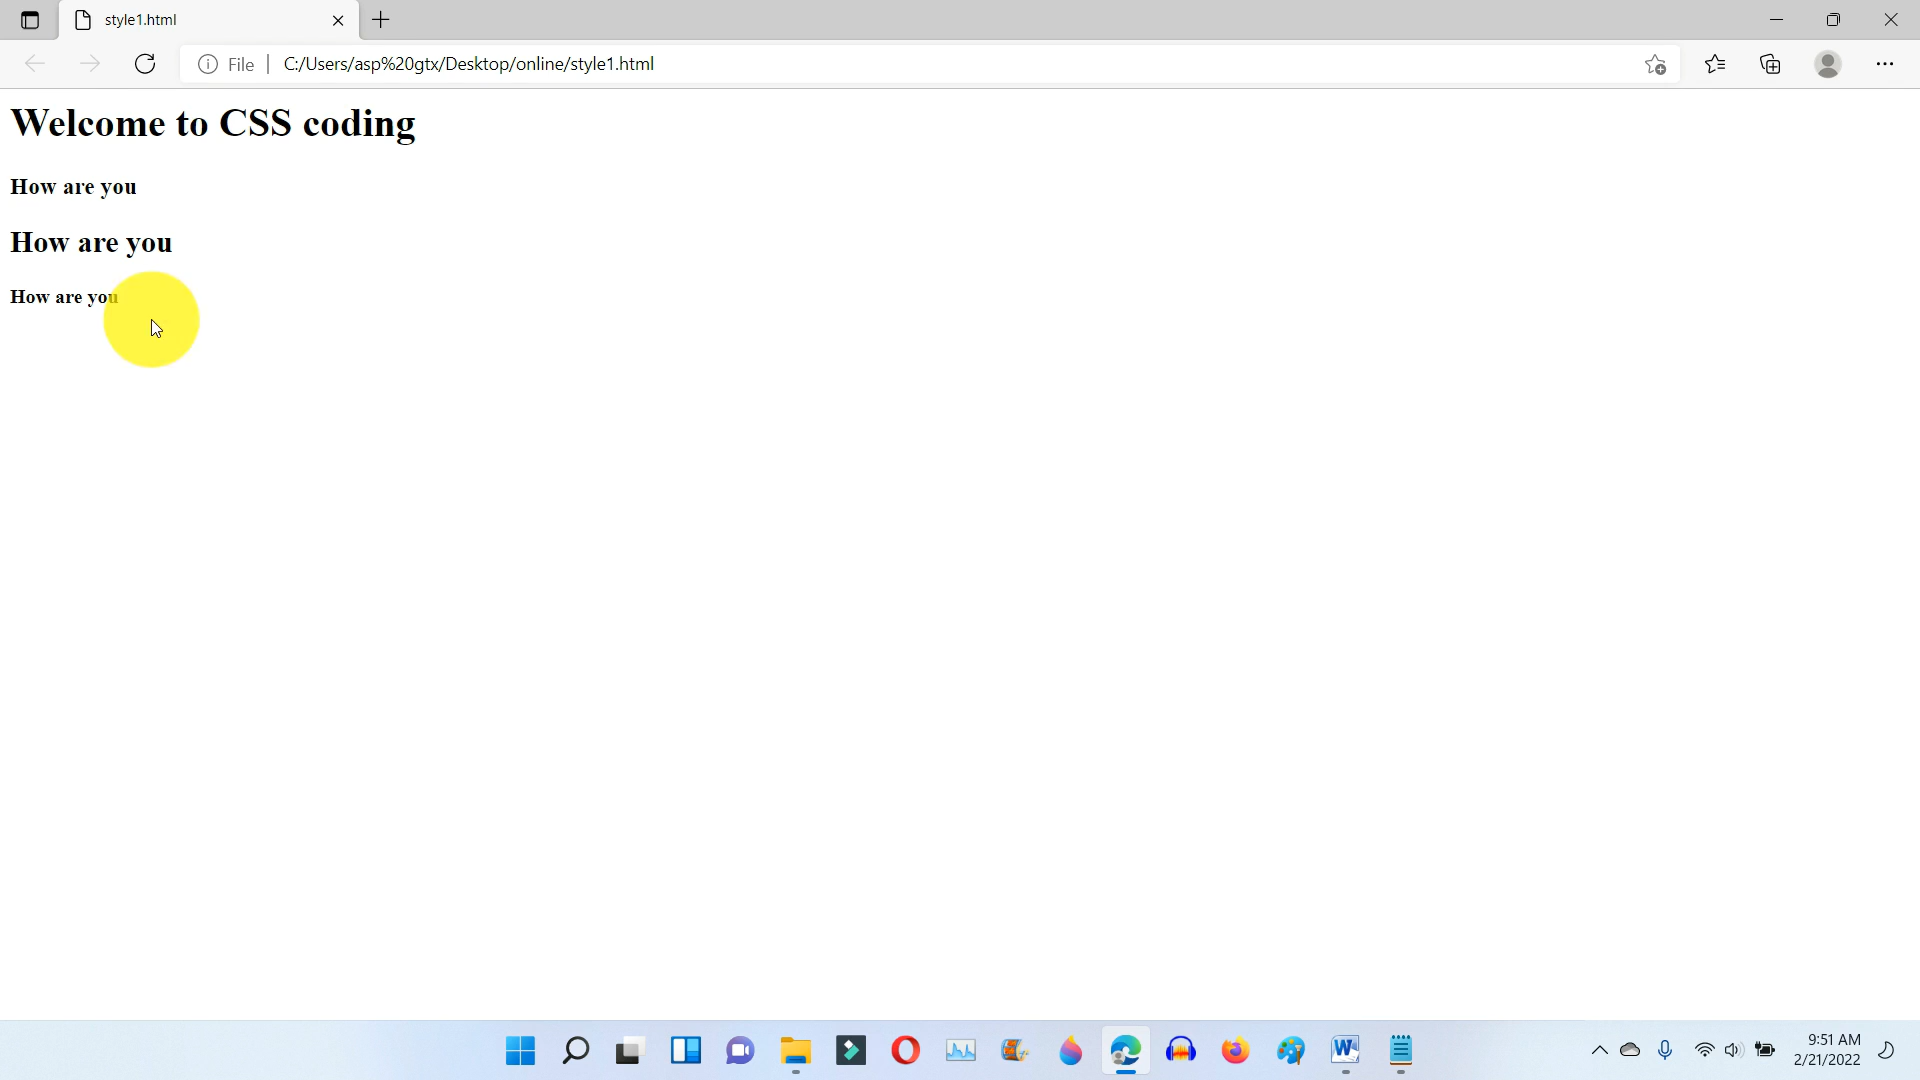 style1.html
File
C:/Users/asp%20gtx/Desktop/online/style1.html
Welcome to CSS coding
How are you
How are you
How are you
9:51 AM
2/21/2022